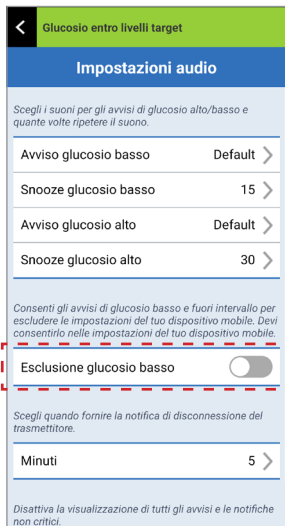 Glucosio entro livelli target
Impostazioni audio
Scegli i suoni per gli avvisi di glucosio alto/basso e
quante volte ripetere il suono.
Avviso glucosio basso Default
Snooze glucosio basso 15
Avviso glucosio alto Default
Snooze glucosio alto 30
Consenti gli avvisi di glucosio basso e fuori intervallo per
escludere le impostazioni del tuo dispositivo mobile. Devi
consentirlo nelle impostazioni del tuo dispositivo mobile.
Esclusione glucosio basso
Scegli quando fornire la notifica di disconnessione del
trasmettitore.
Minuti 5
Disattiva la visualizzazione di tutti gli avvisi e le notifiche
non critici.